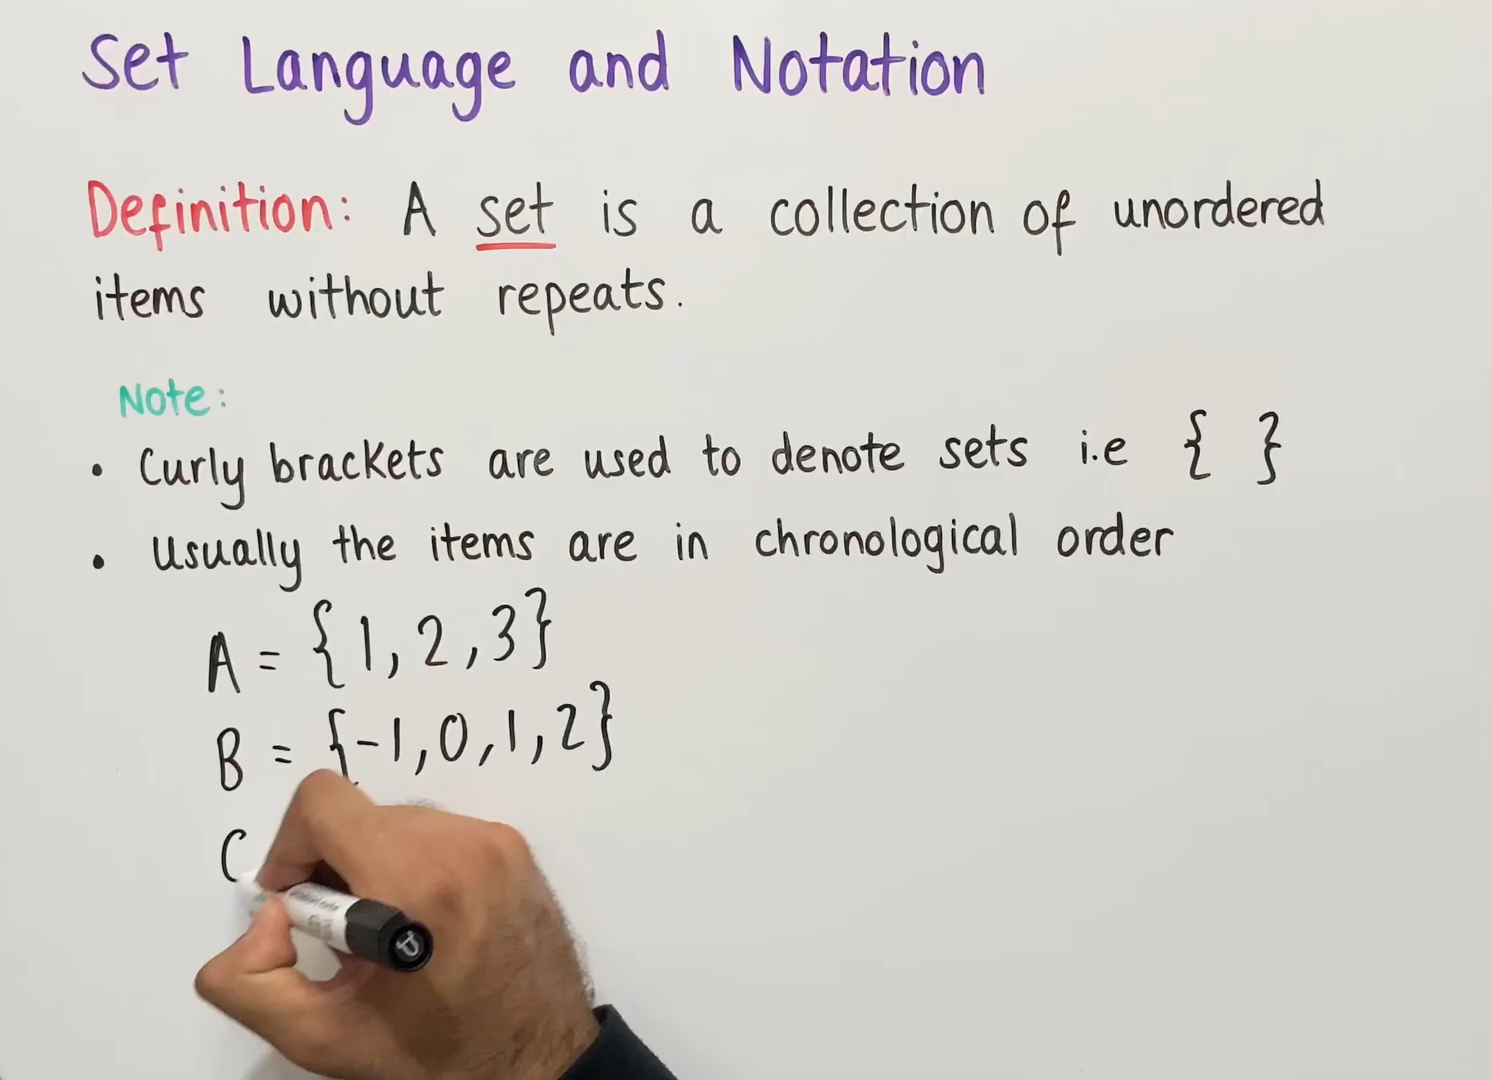 Set Language and Notation
Definition: A set is a collection of unordered
items without repeats.
Note:
• Curly brackets are used to denote sets i.e { }
• Usually the items are in chronological order
A = {1, 2, 3}
B = {-1, 0, 1, 2}
C